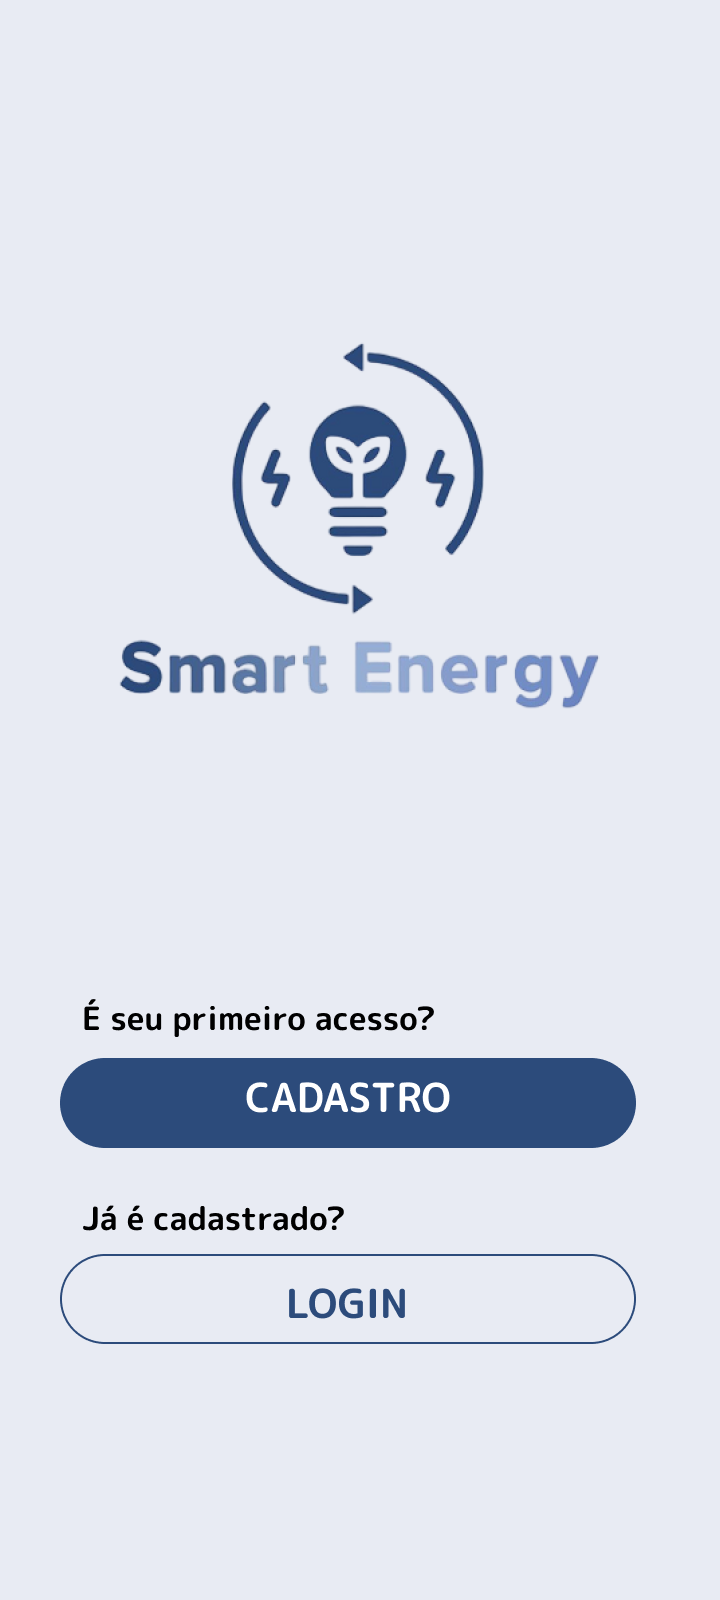 Smart Energy
É seu primeiro acesso?
CADASTRO
Já é cadastrado?
LOGIN